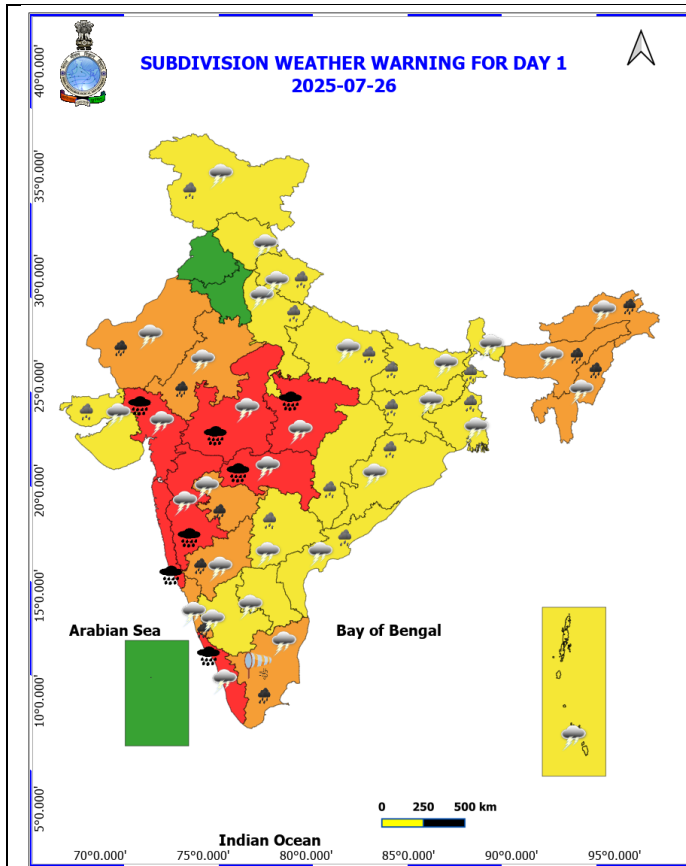 SUBDIVISION WEATHER WARNING FOR DAY 1
2025-07-26
40°0.000'
35°0.000'
30°0.000'
25°0.000'
20°0.000'
15°0.000'
10°0.000'
5°0.000'
Arabian Sea
Bay of Bengal
0 250 500 km
Indian Ocean
70°0.000' 75°0.000' 80°0.000' 85°0.000' 90°0.000' 95°0.000'